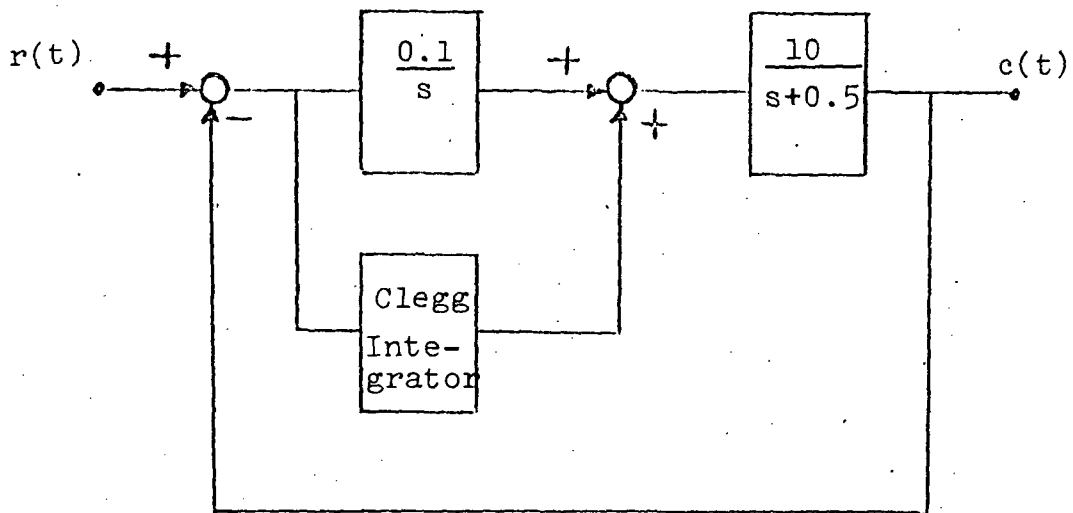 r(t)
+
−
0.1
s
+
+
10
s+0.5
c(t)
Clegg
Inte-
grator